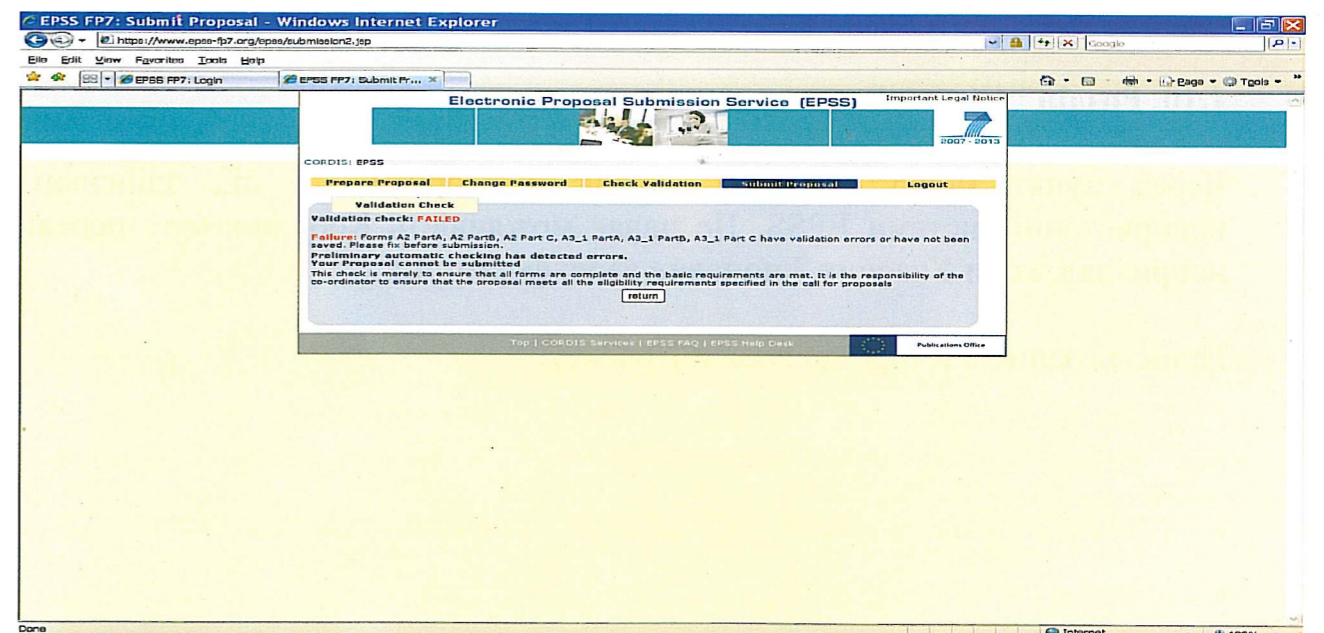 EPSS FP7: Submit Proposal - Windows Internet Explorer
https://www.epss-fp7.org/epss/submission2.jsp
Google
File Edit View Favorites Tools Help
EPSS FP7: Login
EPSS FP7: Submit Pr...
Page Tools
Electronic Proposal Submission Service (EPSS)
Important Legal Notice
2007 - 2013
CORDIS: EPSS
Prepare Proposal Change Password Check Validation Submit Proposal Logout
Validation Check
Validation check: FAILED
Failure: Forms A2 PartA, A2 PartB, A2 Part C, A3_1 PartA, A3_1 PartB, A3_1 Part C have validation errors or have not been
saved. Please fix before submission.
Preliminary automatic checking has detected errors.
Your Proposal cannot be submitted
This check is merely to ensure that all forms are complete and the basic requirements are met. It is the responsibility of the
co-ordinator to ensure that the proposal meets all the eligibility requirements specified in the call for proposals
return
Top | CORDIS Services | EPSS FAQ | EPSS Help Desk
Publications Office
Done
Internet
100%